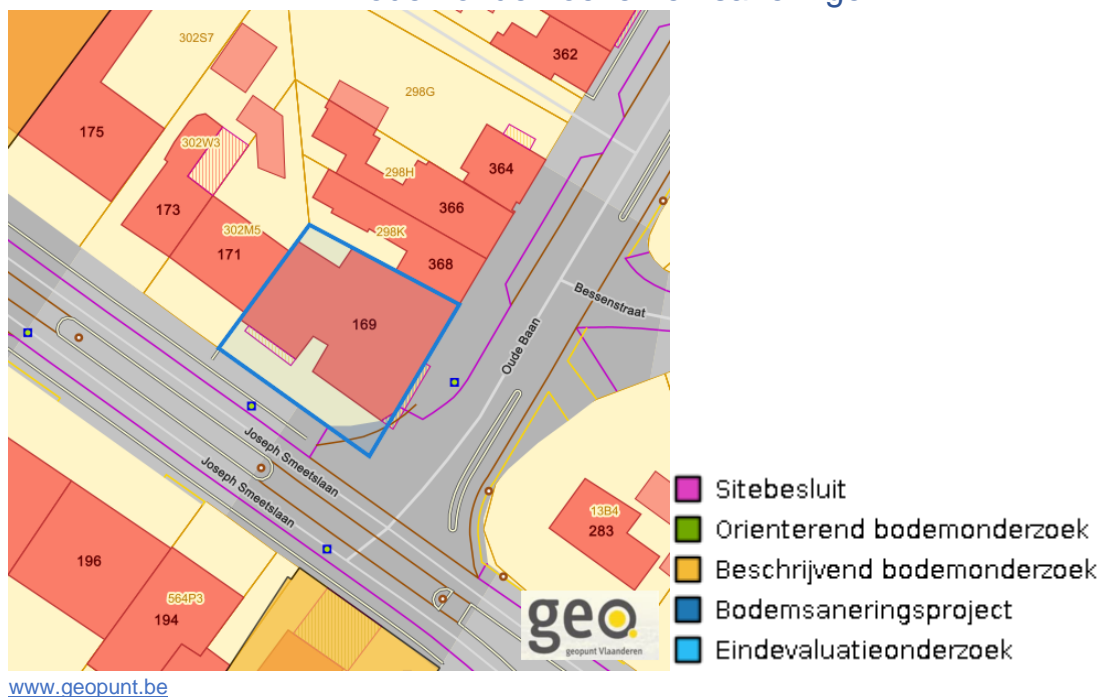 302S7
362
298G
175
302W3
298H
364
173
366
302M5
298K
171
368
Bessenstraat
169
Oude Baan
Joseph Smeetslaan
Joseph Smeetslaan
13B4
283
196
564P3
194
geo.
geopunt Vlaanderen
Sitebesluit
Orienterend bodemonderzoek
Beschrijvend bodemonderzoek
Bodemsaneringsproject
Eindevaluatieonderzoek
www.geopunt.be